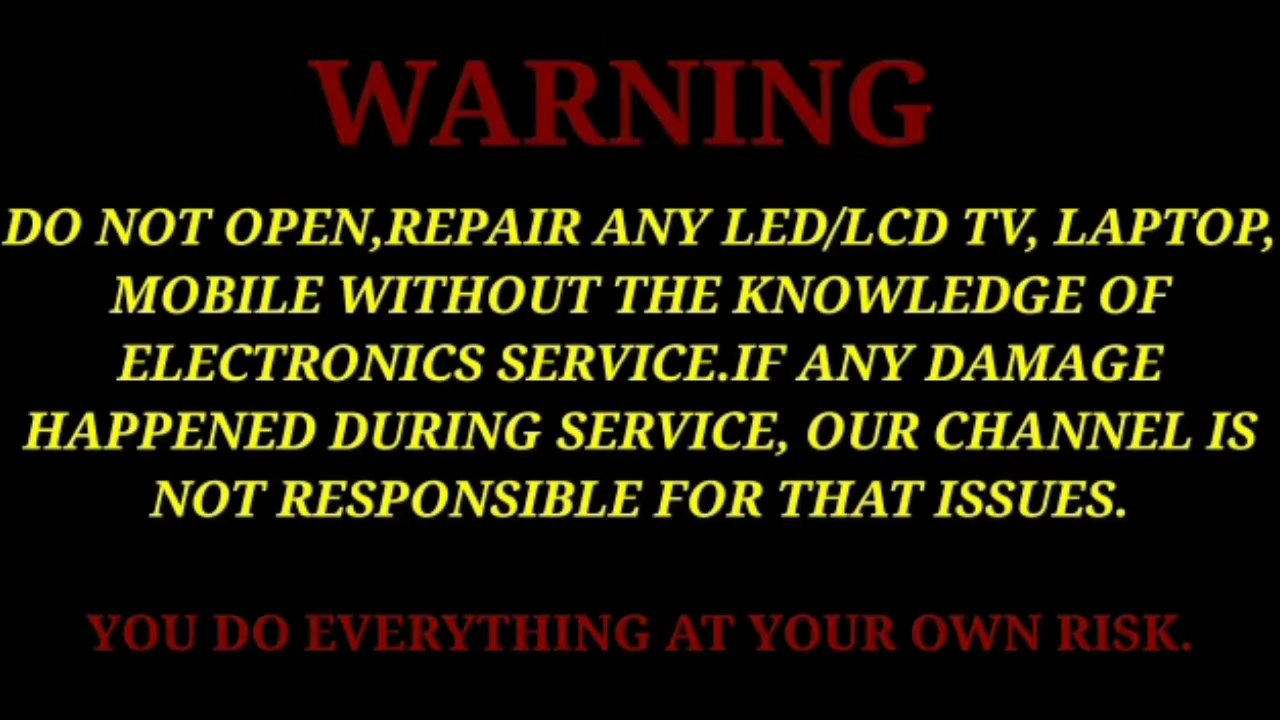 WARNING
DO NOT OPEN,REPAIR ANY LED/LCD TV, LAPTOP,
MOBILE WITHOUT THE KNOWLEDGE OF
ELECTRONICS SERVICE.IF ANY DAMAGE
HAPPENED DURING SERVICE, OUR CHANNEL IS
NOT RESPONSIBLE FOR THAT ISSUES.
YOU DO EVERYTHING AT YOUR OWN RISK.